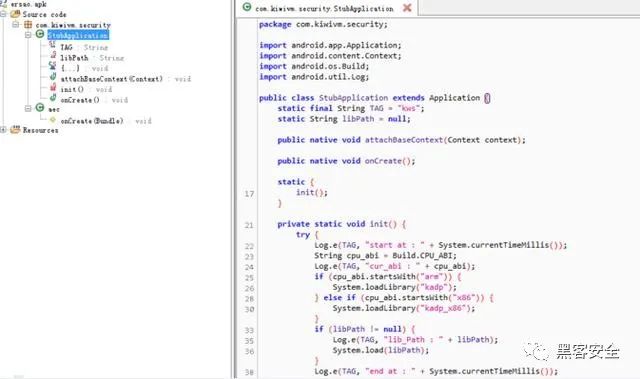 ersao.apk
Source code
com.kiwivm.security
StubApplication
TAG : String
libPath : String
{...} : void
attachBaseContext(Context) : void
init() : void
onCreate() : void
aec
onCreate(Bundle) : void
Resources
com.kiwivm.security.StubApplication
package com.kiwivm.security;
import android.app.Application;
import android.content.Context;
import android.os.Build;
import android.util.Log;
public class StubApplication extends Application {
static final String TAG = "kws";
static String libPath = null;
public native void attachBaseContext(Context context);
public native void onCreate();
static {
17 init();
}
21 private static void init() {
try {
22 Log.e(TAG, "start at : " + System.currentTimeMillis());
23 String cpu_abi = Build.CPU_ABI;
24 Log.e(TAG, "cur_abi : " + cpu_abi);
25 if (cpu_abi.startsWith("arm")) {
26 System.loadLibrary("kadp");
28 } else if (cpu_abi.startsWith("x86")) {
30 System.loadLibrary("kadp_x86");
}
33 if (libPath != null) {
35 Log.e(TAG, "lib_Path : " + libPath);
36 System.load(libPath);
}
38 Log.e(TAG, "end at : " + System.currentTimeMillis());
黑客安全